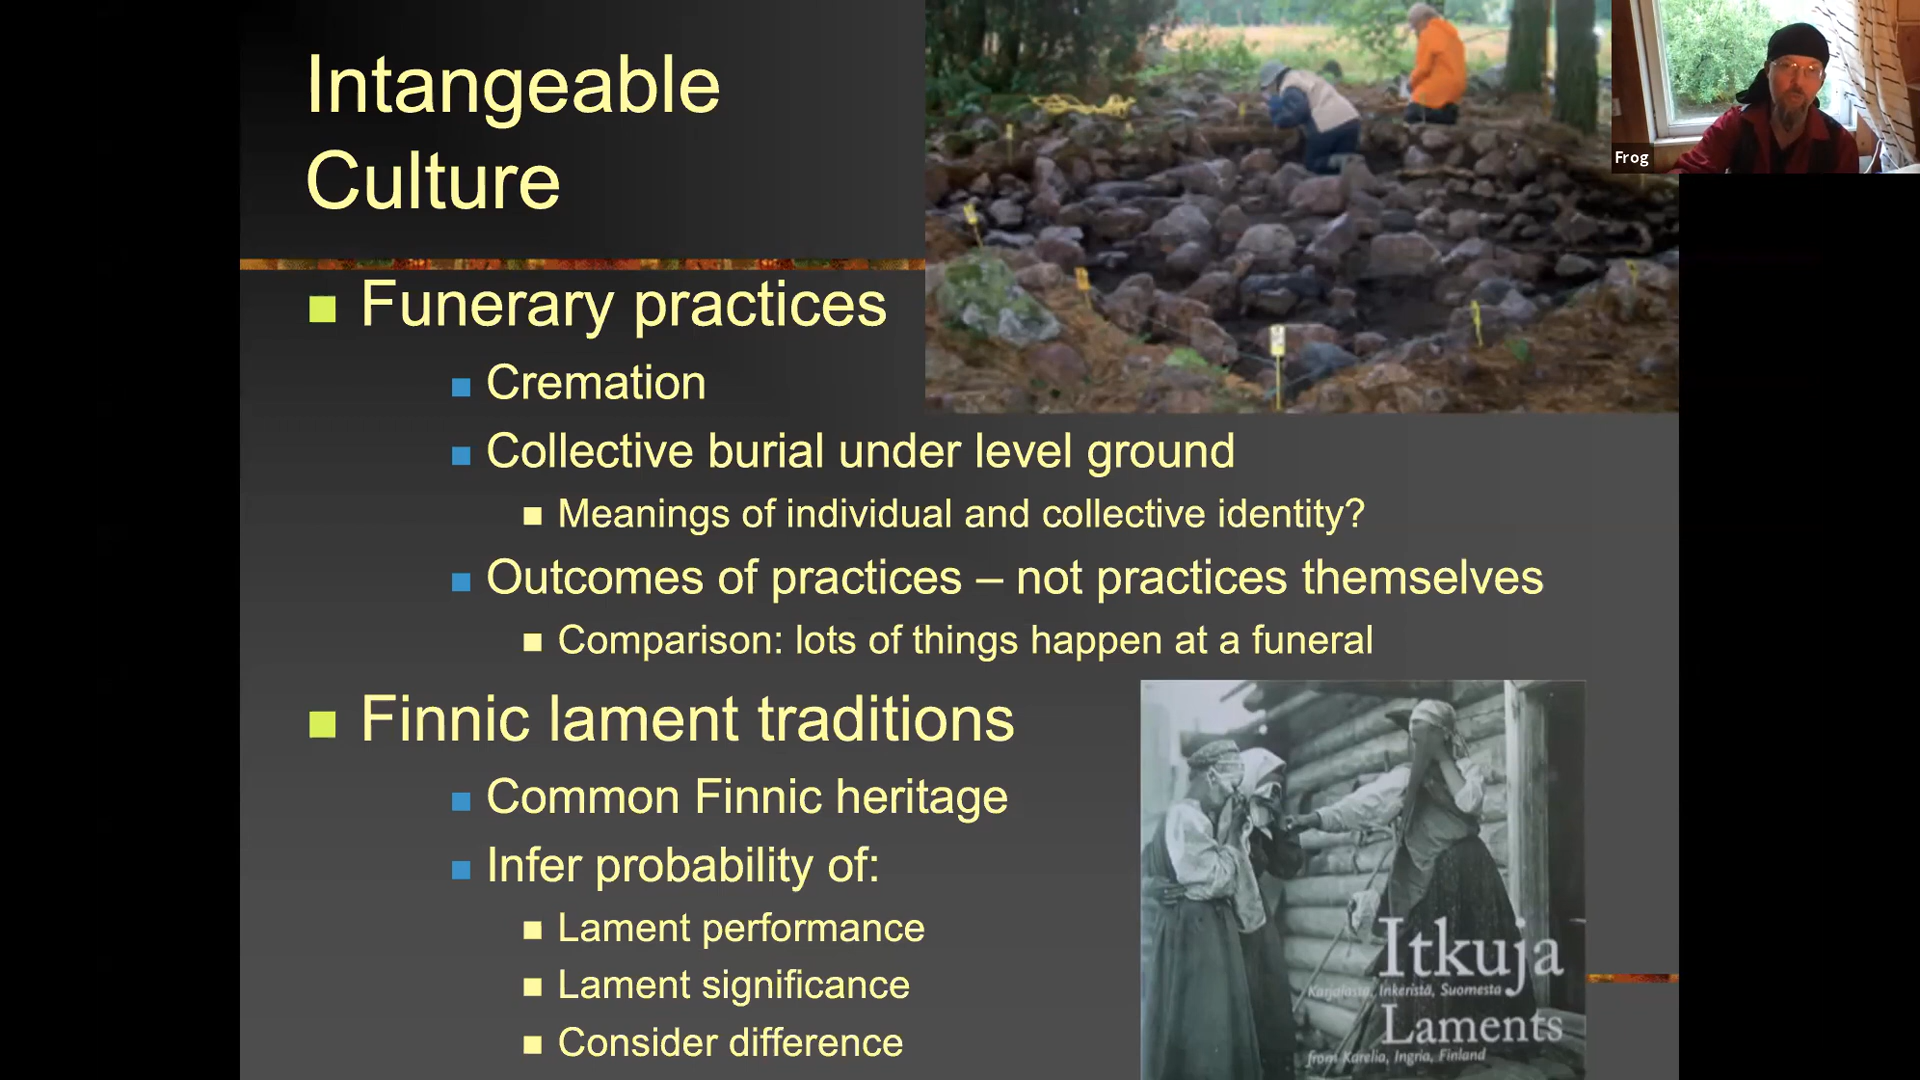 Intangeable
Culture
Frog
Funerary practices
Cremation
Collective burial under level ground
Meanings of individual and collective identity?
Outcomes of practices – not practices themselves
Comparison: lots of things happen at a funeral
Finnic lament traditions
Common Finnic heritage
Infer probability of:
Lament performance
Lament significance
Consider difference
Itkuja
Karjalasta, Inkeristä, Suomesta
Laments
from Karelia, Ingria, Finland